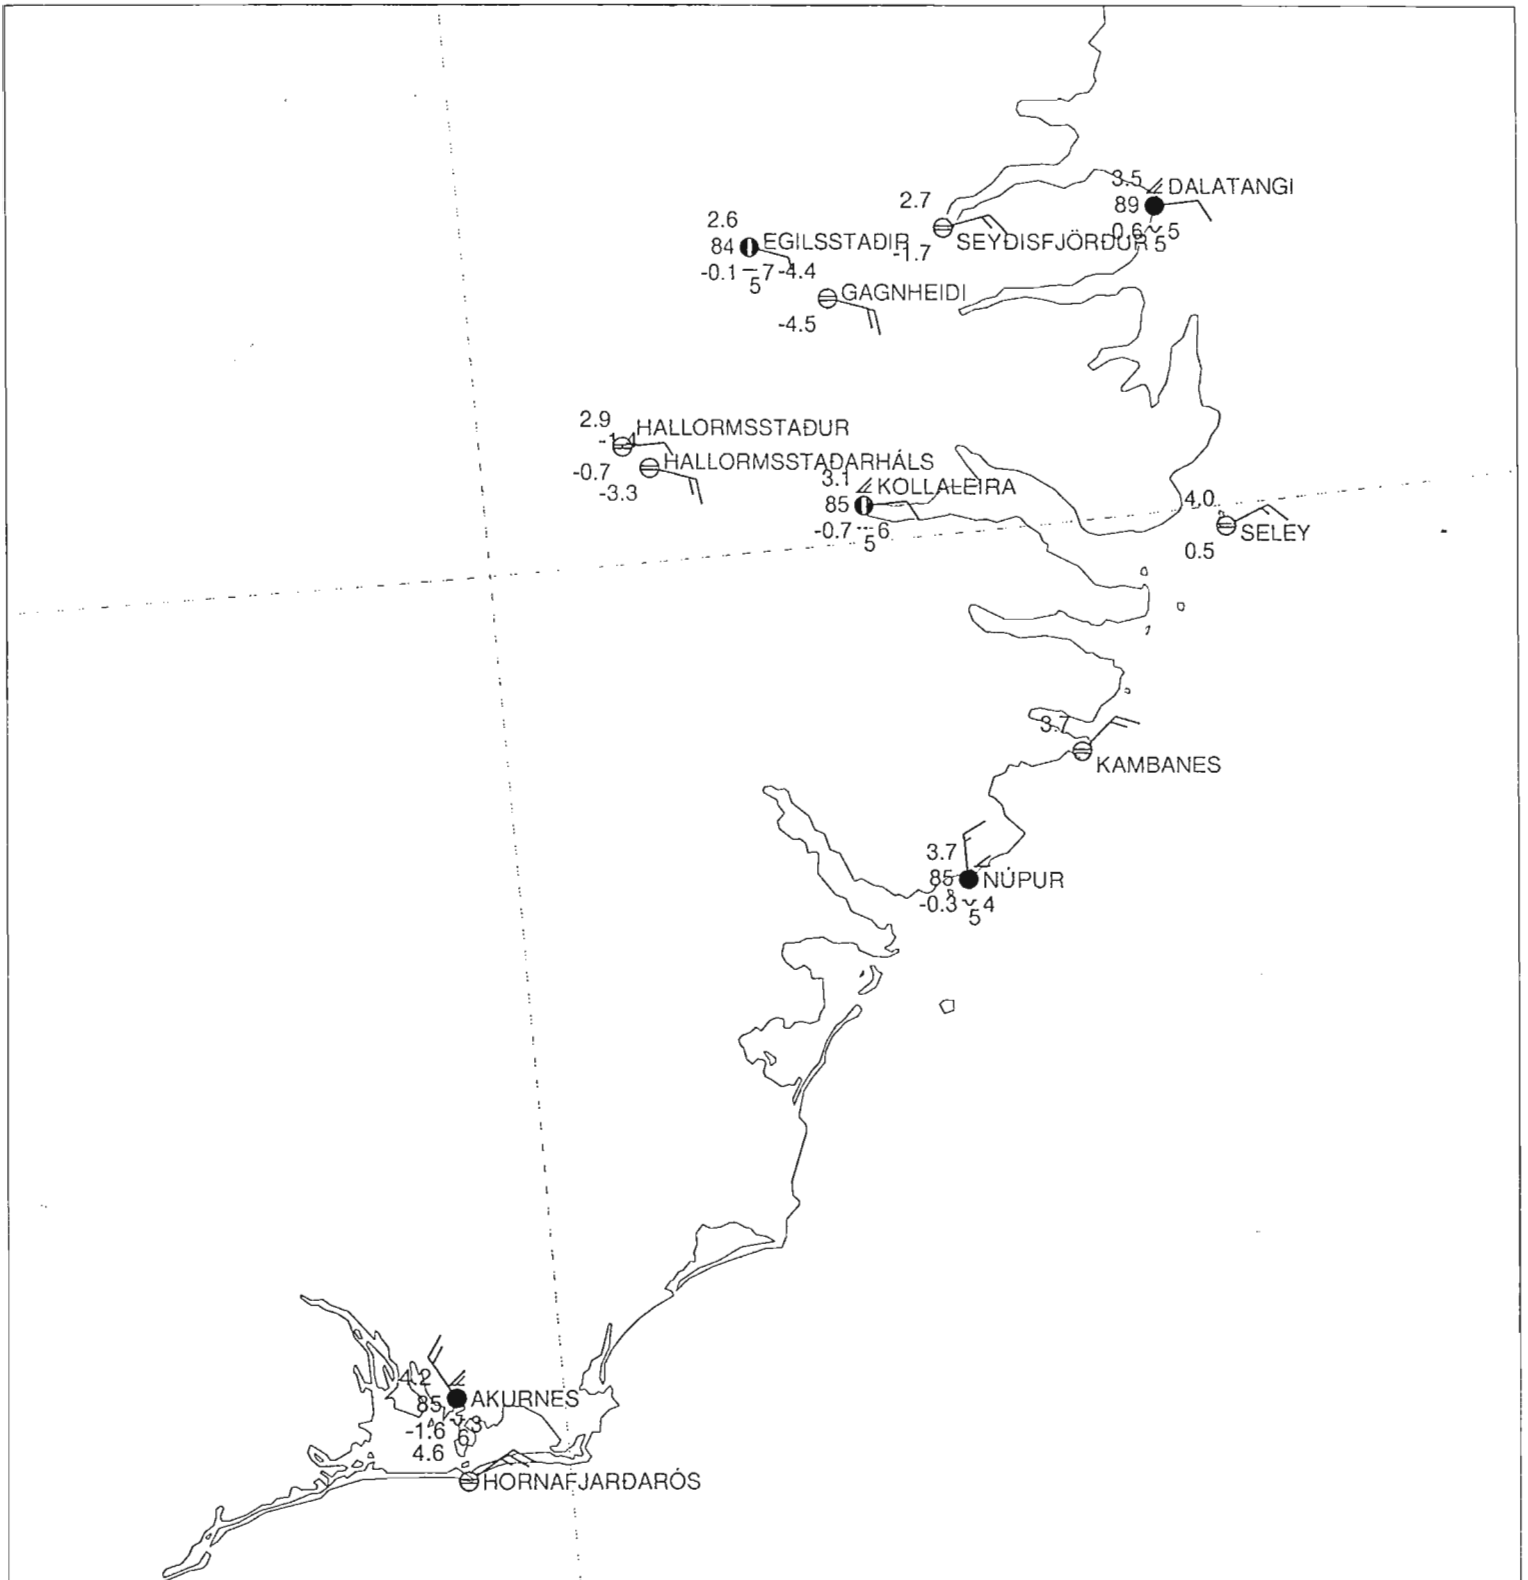 3.5
DALATANGI
89
0.6 5
5
2.7
SEYÐISFJÖRÐUR
-1.7
2.6
84 EGILSSTAÐIR
-0.1 7
5
-4.4
GAGNHEIDI
-4.5
2.9
HALLORMSSTAÐUR
-0.7
-1.4
HALLORMSSTAÐARHÁLS
-3.3
3.1
KOLLALEIRA
85
-0.7 6
5
4.0
SELEY
0.5
3.7
KAMBANES
3.7
85 NÚPUR
-0.3 4
5
4.2
85 AKURNES
-1.6 3
6
4.6
HORNAFJARÐARÓS